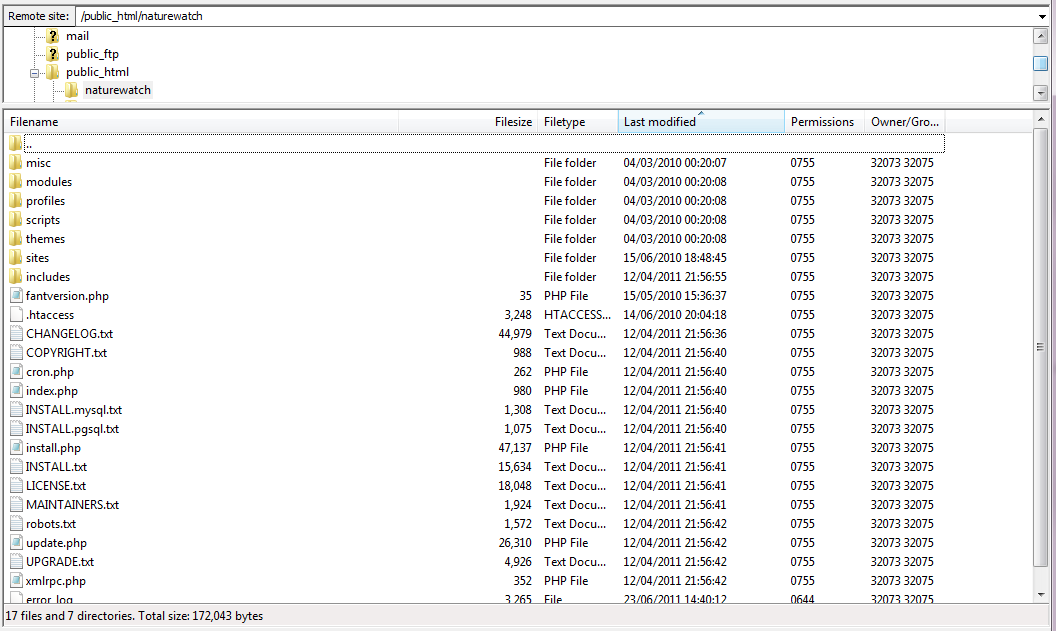 Remote site: /public_html/naturewatch
mail
public_ftp
public_html
naturewatch
Filename Filesize Filetype Last modified Permissions Owner/Gro...
..
misc File folder 04/03/2010 00:20:07 0755 32073 32075
modules File folder 04/03/2010 00:20:08 0755 32073 32075
profiles File folder 04/03/2010 00:20:08 0755 32073 32075
scripts File folder 04/03/2010 00:20:08 0755 32073 32075
themes File folder 04/03/2010 00:20:08 0755 32073 32075
sites File folder 15/06/2010 18:48:45 0755 32073 32075
includes File folder 12/04/2011 21:56:55 0755 32073 32075
fantversion.php 35 PHP File 15/05/2010 15:36:37 0755 32073 32075
.htaccess 3,248 HTACCESS... 14/06/2010 20:04:18 0755 32073 32075
CHANGELOG.txt 44,979 Text Docu... 12/04/2011 21:56:36 0755 32073 32075
COPYRIGHT.txt 988 Text Docu... 12/04/2011 21:56:40 0755 32073 32075
cron.php 262 PHP File 12/04/2011 21:56:40 0755 32073 32075
index.php 980 PHP File 12/04/2011 21:56:40 0755 32073 32075
INSTALL.mysql.txt 1,308 Text Docu... 12/04/2011 21:56:40 0755 32073 32075
INSTALL.pgsql.txt 1,075 Text Docu... 12/04/2011 21:56:40 0755 32073 32075
install.php 47,137 PHP File 12/04/2011 21:56:41 0755 32073 32075
INSTALL.txt 15,634 Text Docu... 12/04/2011 21:56:41 0755 32073 32075
LICENSE.txt 18,048 Text Docu... 12/04/2011 21:56:41 0755 32073 32075
MAINTAINERS.txt 1,924 Text Docu... 12/04/2011 21:56:41 0755 32073 32075
robots.txt 1,572 Text Docu... 12/04/2011 21:56:42 0755 32073 32075
update.php 26,310 PHP File 12/04/2011 21:56:42 0755 32073 32075
UPGRADE.txt 4,926 Text Docu... 12/04/2011 21:56:42 0755 32073 32075
xmlrpc.php 352 PHP File 12/04/2011 21:56:42 0755 32073 32075
error_log 3,265 File 23/06/2011 14:40:12 0644 32073 32075
17 files and 7 directories. Total size: 172,043 bytes